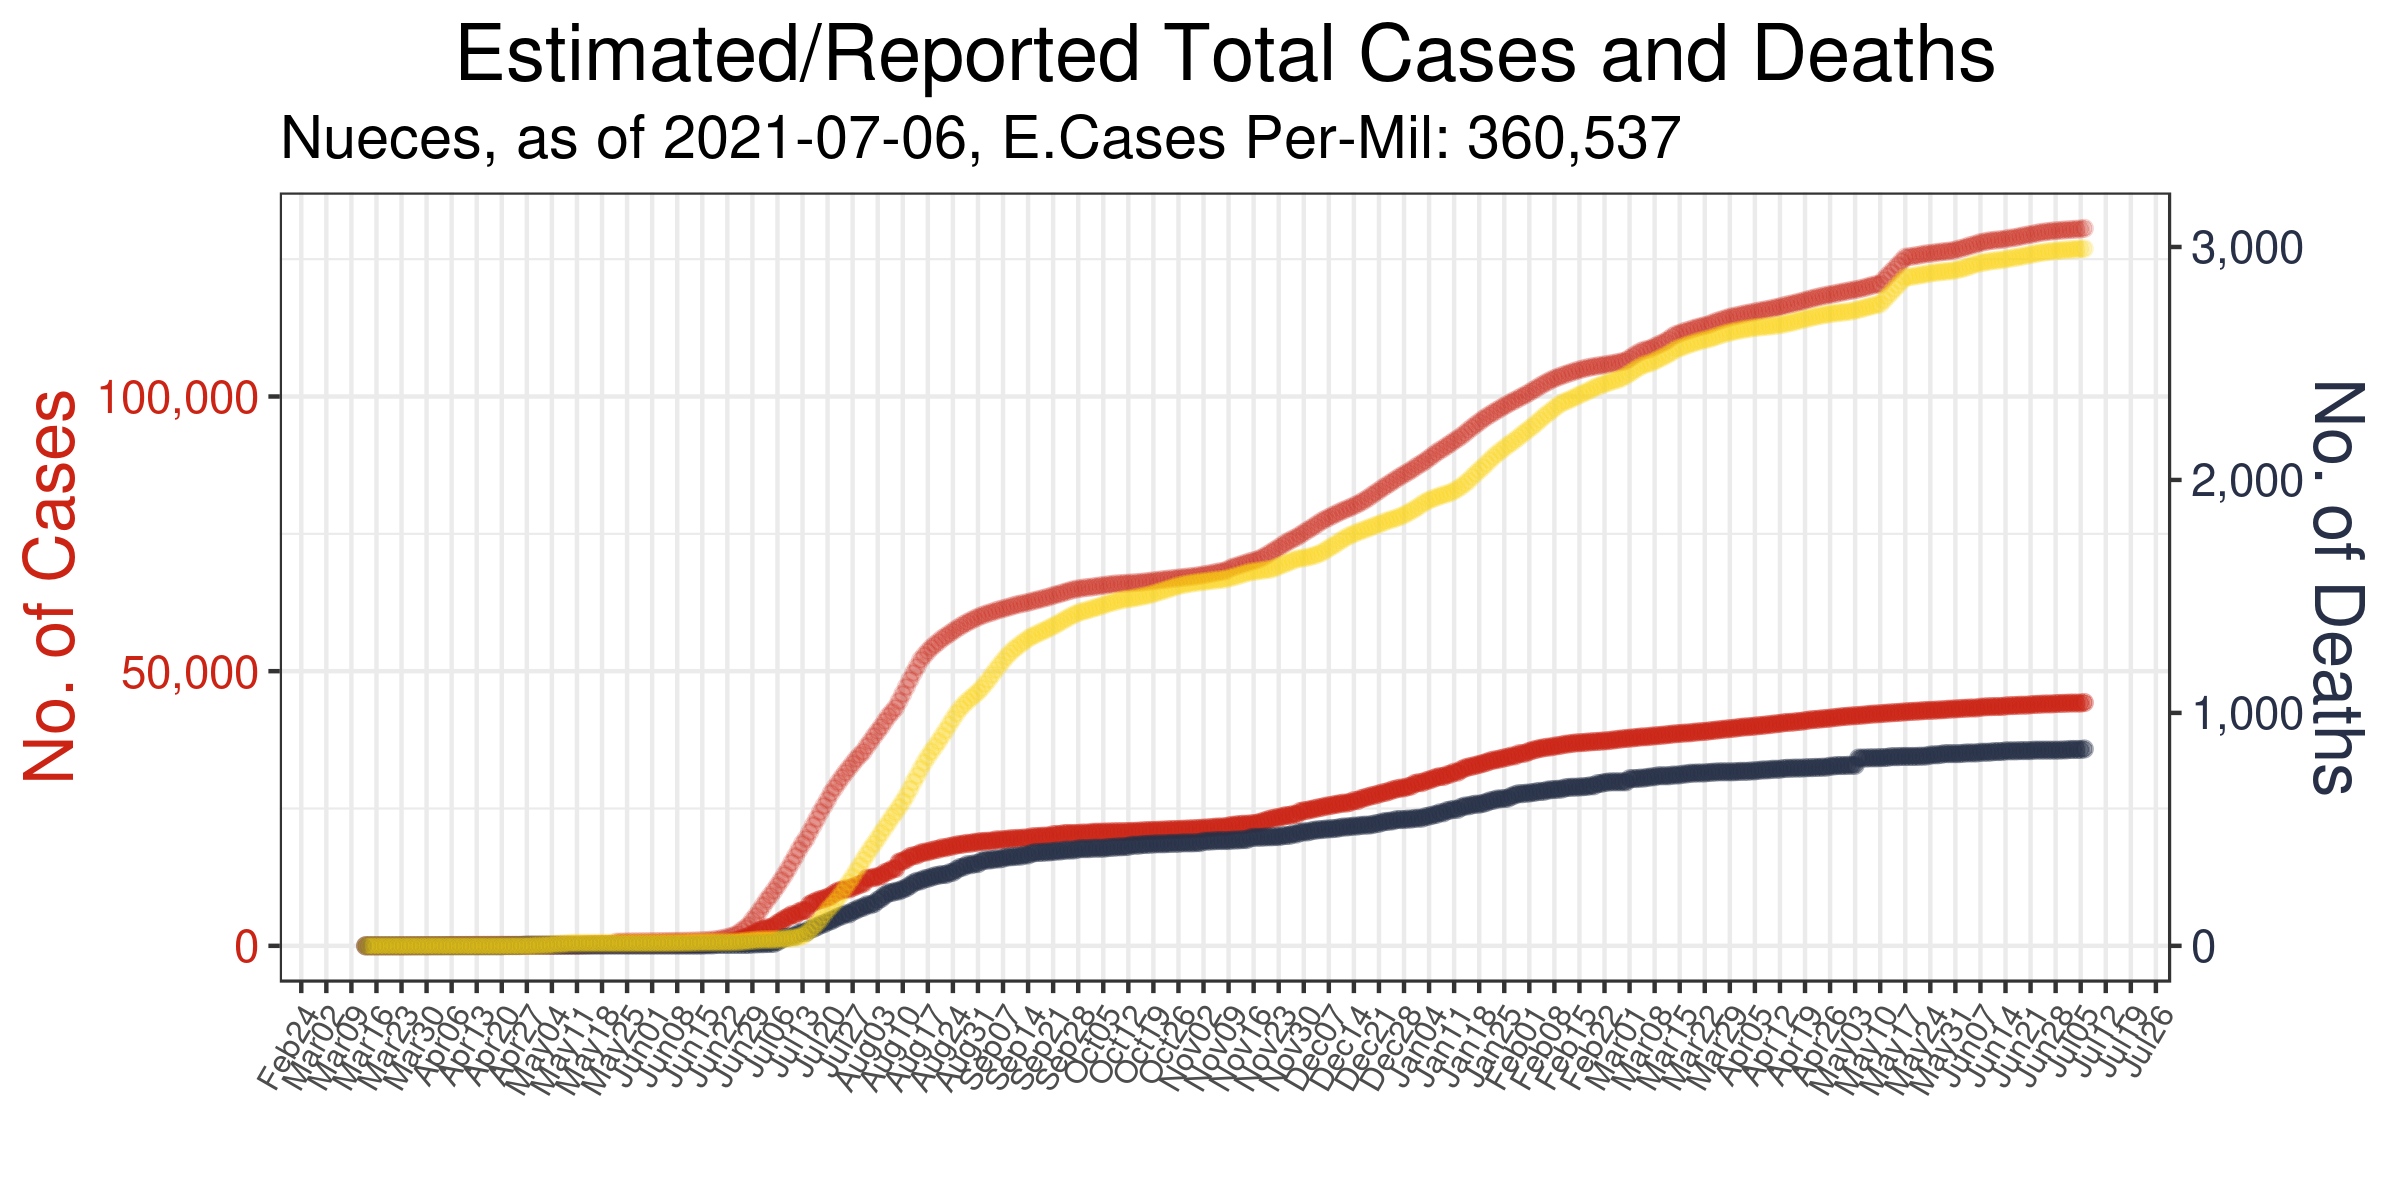 Estimated/Reported Total Cases and Deaths
Nueces, as of 2021-07-06, E.Cases Per-Mil: 360,537
No. of Cases
100,000
50,000
0
3,000
2,000
1,000
0
No. of Deaths
Feb24
Mar02
Mar09
Mar16
Mar23
Mar30
Apr06
Apr13
Apr20
Apr27
May04
May11
May18
May25
Jun01
Jun08
Jun15
Jun22
Jun29
Jul06
Jul13
Jul20
Jul27
Aug03
Aug10
Aug17
Aug24
Aug31
Sep07
Sep14
Sep21
Sep28
Oct05
Oct12
Oct19
Oct26
Nov02
Nov09
Nov16
Nov23
Nov30
Dec07
Dec14
Dec21
Dec28
Jan04
Jan11
Jan18
Jan25
Feb01
Feb08
Feb15
Feb22
Mar01
Mar08
Mar15
Mar22
Mar29
Apr05
Apr12
Apr19
Apr26
May03
May10
May17
May24
May31
Jun07
Jun14
Jun21
Jun28
Jul05
Jul12
Jul19
Jul26